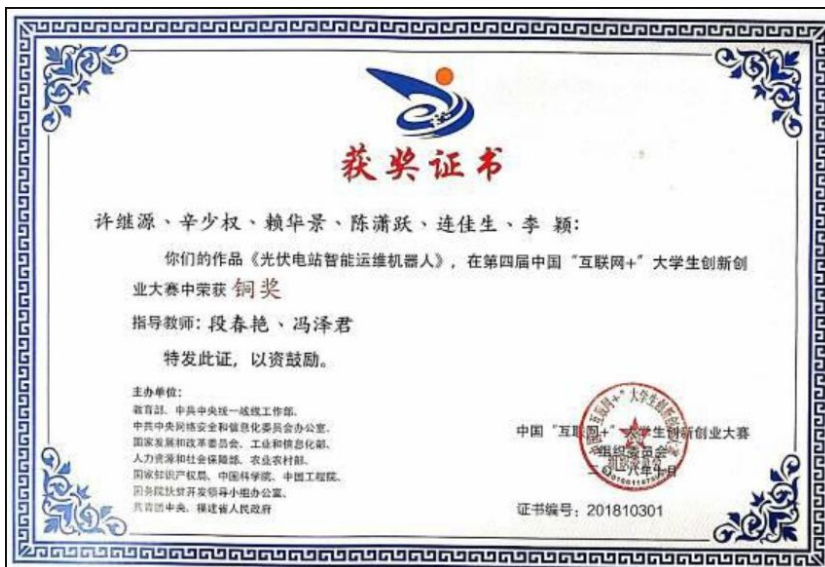 获奖证书
许继源、辛少权、赖华景、陈潇跃、连佳生、李 颖：
你们的作品《光伏电站智能运维机器人》，在第四届中国“互联网+”大学生创新创
业大赛中荣获 铜奖
指导教师：段春艳、冯泽君
特发此证，以资鼓励。
主办单位：
教育部、中共中央统一战线工作部、
中共中央网络安全和信息化委员会办公室、
国家发展和改革委员会、工业和信息化部、
人力资源和社会保障部、农业农村部、
国家知识产权局、中国科学院、中国工程院、
国务院扶贫开发领导小组办公室、
共青团中央、福建省人民政府
中国“互联网+”大学生创新创业大赛
组织委员会
二〇一八年十月
证书编号：201810301